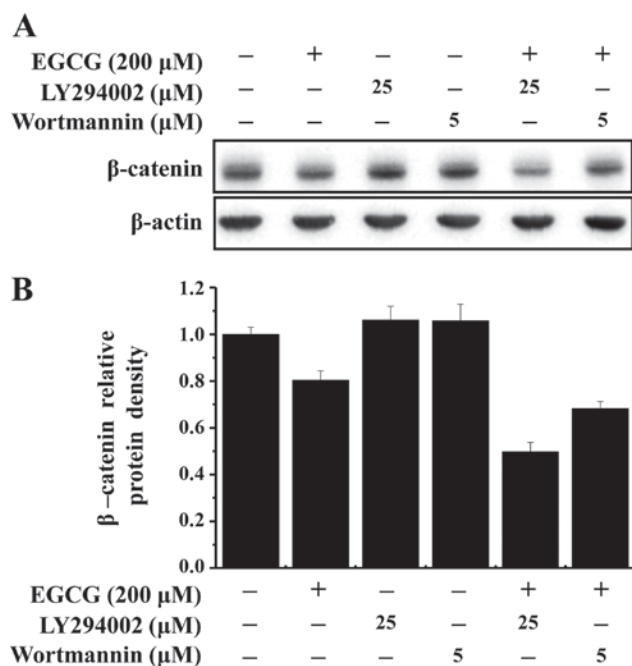 A
EGCG (200 μM) – + – – + +
LY294002 (μM) – – 25 – 25 –
Wortmannin (μM) – – – 5 – 5
β-catenin
β-actin
B
β –catenin relative
protein density
1.2
1.0
0.8
0.6
0.4
0.2
0.0
EGCG (200 μM) – + – – + +
LY294002 (μM) – – 25 – 25 –
Wortmannin (μM) – – – 5 – 5